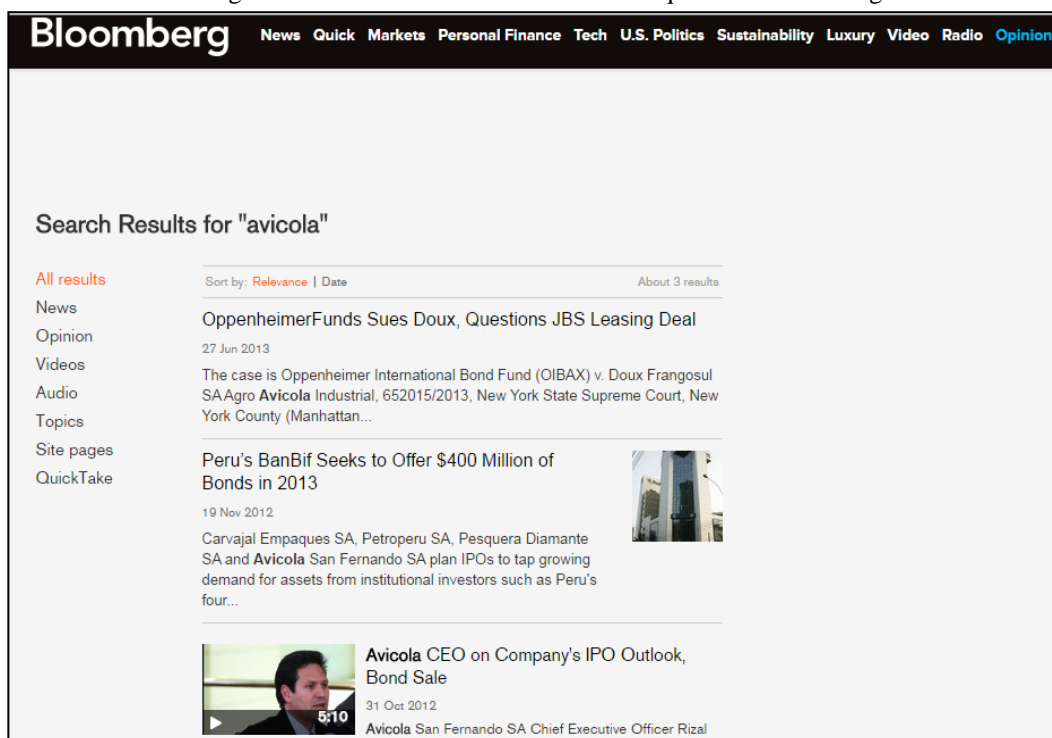 Bloomberg News Quick Markets Personal Finance Tech U.S. Politics Sustainability Luxury Video Radio Opinion
Search Results for "avicola"
All results
News
Opinion
Videos
Audio
Topics
Site pages
QuickTake
Sort by: Relevance | Date About 3 results
OppenheimerFunds Sues Doux, Questions JBS Leasing Deal
27 Jun 2013
The case is Oppenheimer International Bond Fund (OIBAX) v. Doux Frangosul
SA Agro Avicola Industrial, 652015/2013, New York State Supreme Court, New
York County (Manhattan...
Peru's BanBif Seeks to Offer $400 Million of
Bonds in 2013
19 Nov 2012
Carvajal Empaques SA, Petroperu SA, Pesquera Diamante
SA and Avicola San Fernando SA plan IPOs to tap growing
demand for assets from institutional investors such as Peru's
four...
5:10
Avicola CEO on Company's IPO Outlook,
Bond Sale
31 Oct 2012
Avicola San Fernando SA Chief Executive Officer Rizal